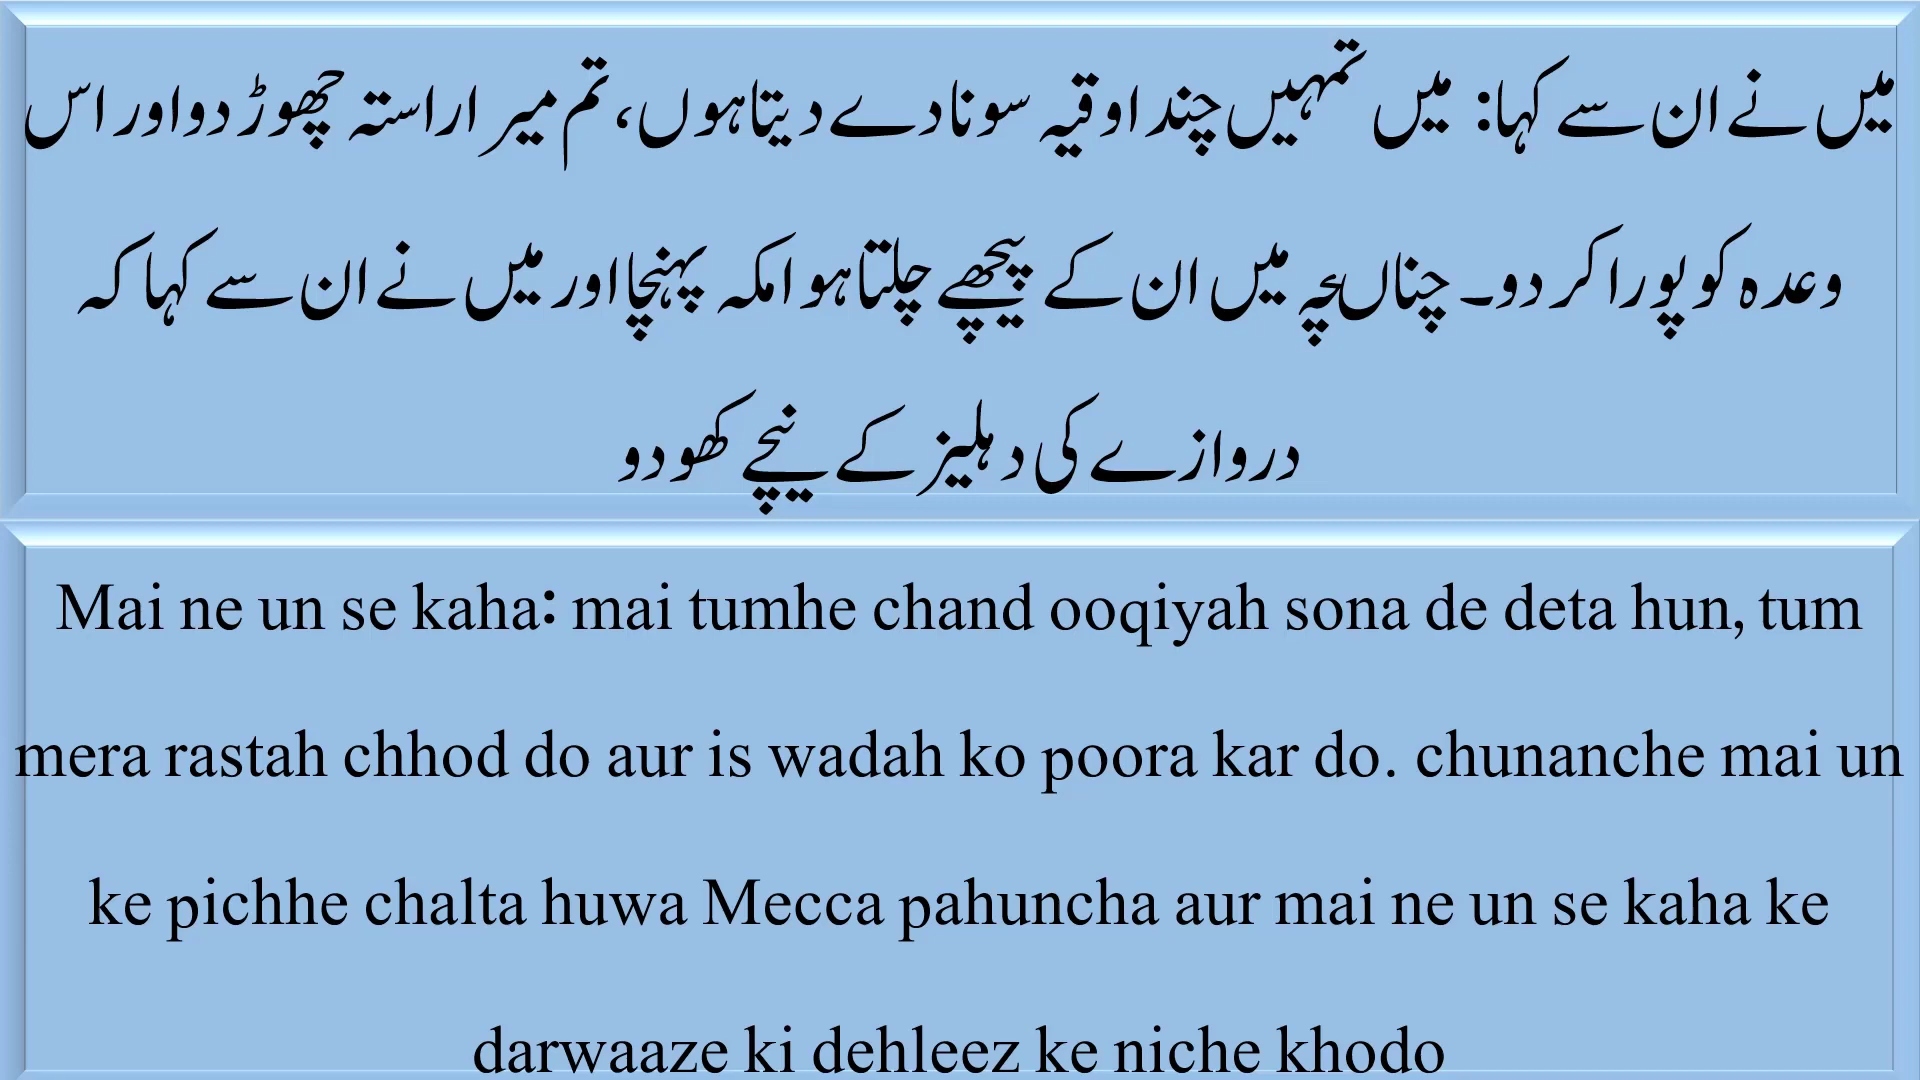 میں نے ان سے کہا: میں تمہیں چند اوقیہ سونا دے دیتا ہوں، تم میرا راستہ چھوڑ دو اور اس
وعدہ کو پورا کر دو۔ چناں‌چہ میں ان کے پیچھے چلتا ہوا مکہ پہنچا اور میں نے ان سے کہا کہ
دروازے کی دہلیز کے نیچے کھودو
Mai ne un se kaha: mai tumhe chand ooqiyah sona de deta hun, tum
mera rastah chhod do aur is wadah ko poora kar do. chunanche mai un
ke pichhe chalta huwa Mecca pahuncha aur mai ne un se kaha ke
darwaaze ki dehleez ke niche khodo